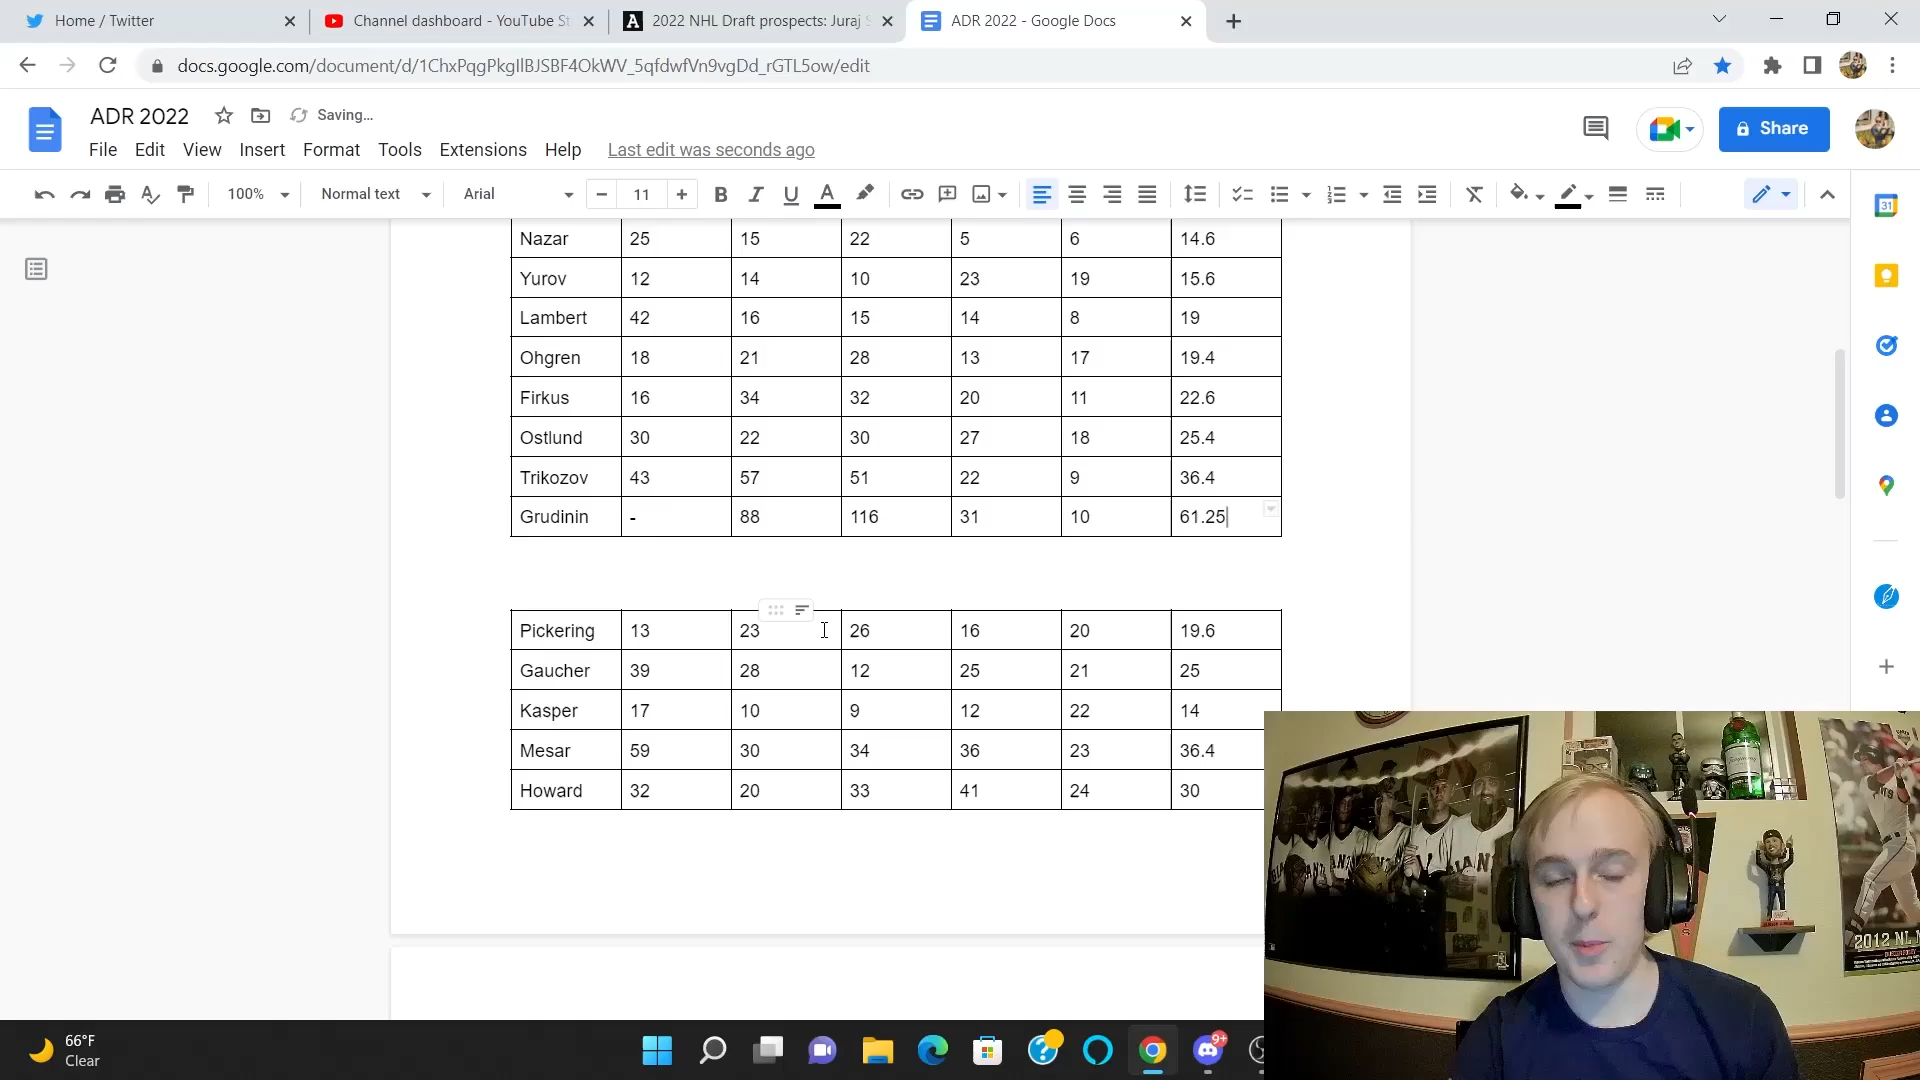 Home / Twitter
Channel dashboard - YouTube St
2022 NHL Draft prospects: Juraj S
ADR 2022 - Google Docs
docs.google.com/document/d/1ChxPqgPkgIlBJSBF4OkWV_5qfdwfVn9vgDd_rGTL5ow/edit
ADR 2022
Saving...
Share
File Edit View Insert Format Tools Extensions Help Last edit was seconds ago
100% Normal text Arial 11
Nazar 25 15 22 5 6 14.6
Yurov 12 14 10 23 19 15.6
Lambert 42 16 15 14 8 19
Ohgren 18 21 28 13 17 19.4
Firkus 16 34 32 20 11 22.6
Ostlund 30 22 30 27 18 25.4
Trikozov 43 57 51 22 9 36.4
Grudinin - 88 116 31 10 61.25
Pickering 13 23 26 16 20 19.6
Gaucher 39 28 12 25 21 25
Kasper 17 10 9 12 22 14
Mesar 59 30 34 36 23 36.4
Howard 32 20 33 41 24 30
2012 NL
66°F
Clear
9+